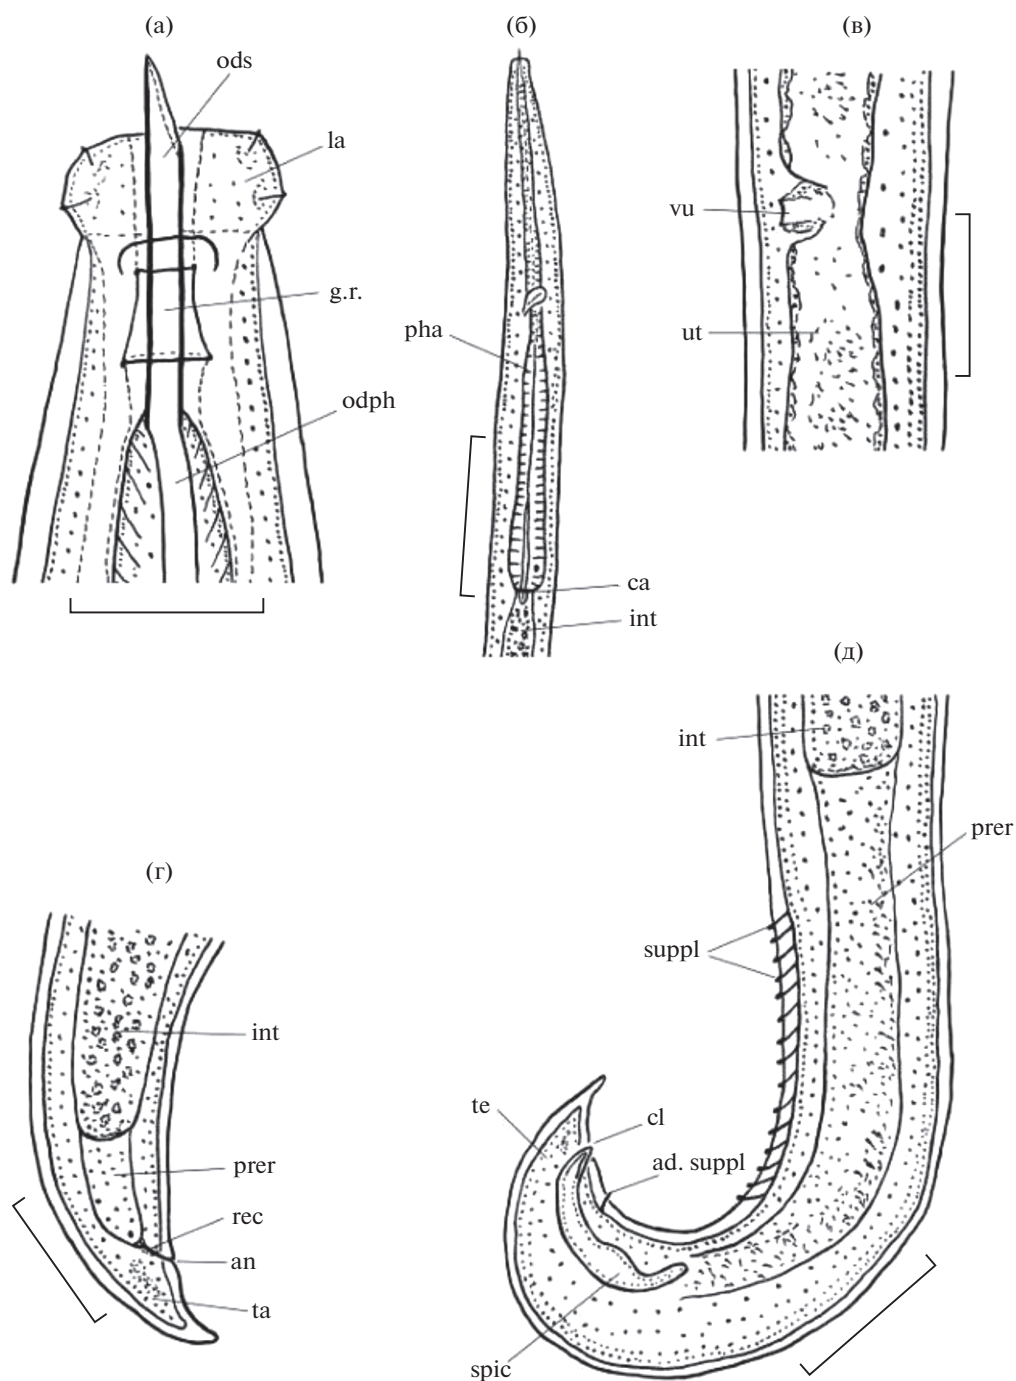 (а)
ods
la
g.r.
odph
(б)
pha
ca
int
(в)
vu
ut
(г)
int
prer
rec
an
ta
(д)
int
prer
suppl
te
cl
ad. suppl
spic